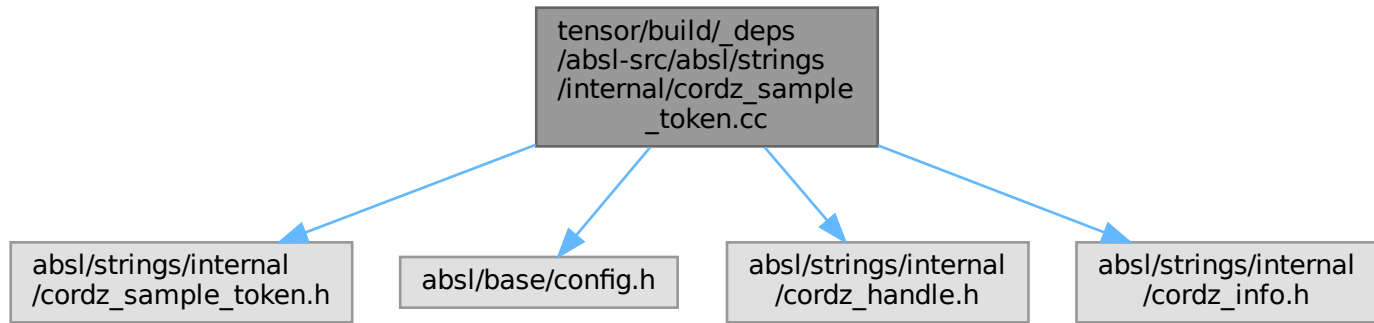 tensor/build/_deps
/absl-src/absl/strings
/internal/cordz_sample
_token.cc
absl/strings/internal
/cordz_sample_token.h
absl/base/config.h
absl/strings/internal
/cordz_handle.h
absl/strings/internal
/cordz_info.h